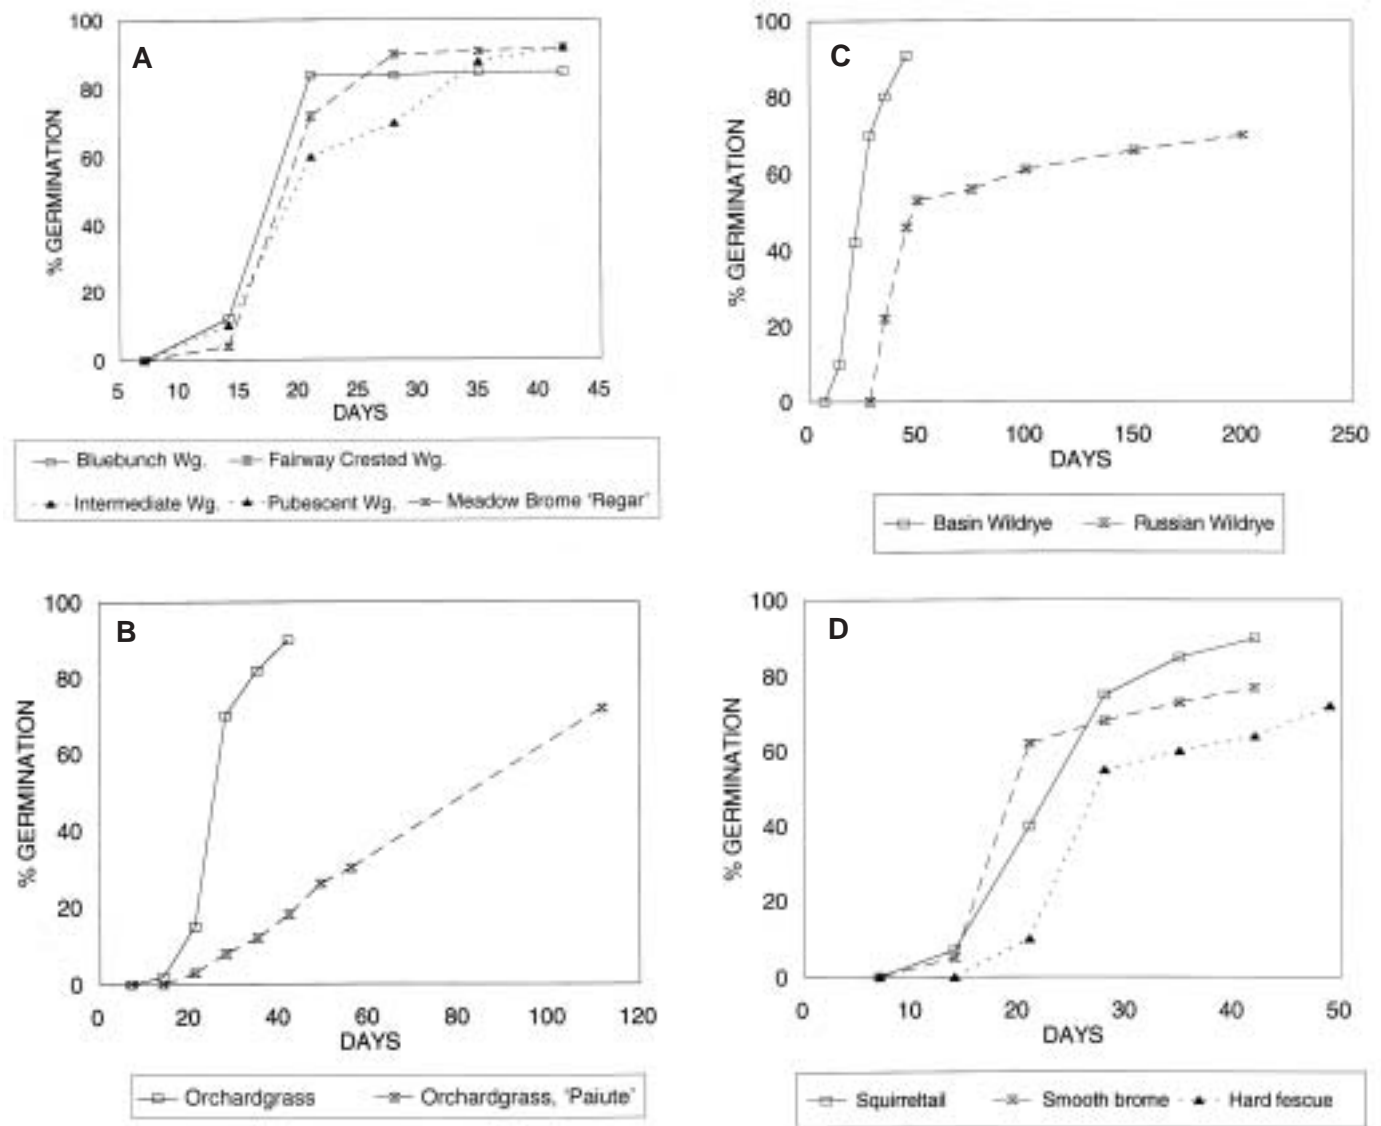 A
% GERMINATION
100
80
60
40
20
0
5 10 15 20 25 30 35 40 45
DAYS
Bluebunch Wg. Fairway Crested Wg.
Intermediate Wg. Pubescent Wg. Meadow Brome 'Regar'
C
% GERMINATION
100
80
60
40
20
0
0 50 100 150 200 250
DAYS
Basin Wildrye Russian Wildrye
B
% GERMINATION
100
80
60
40
20
0
0 20 40 60 80 100 120
DAYS
Orchardgrass Orchardgrass, 'Paiute'
D
% GERMINATION
100
80
60
40
20
0
0 10 20 30 40 50
DAYS
Squirreltail Smooth brome Hard fescue